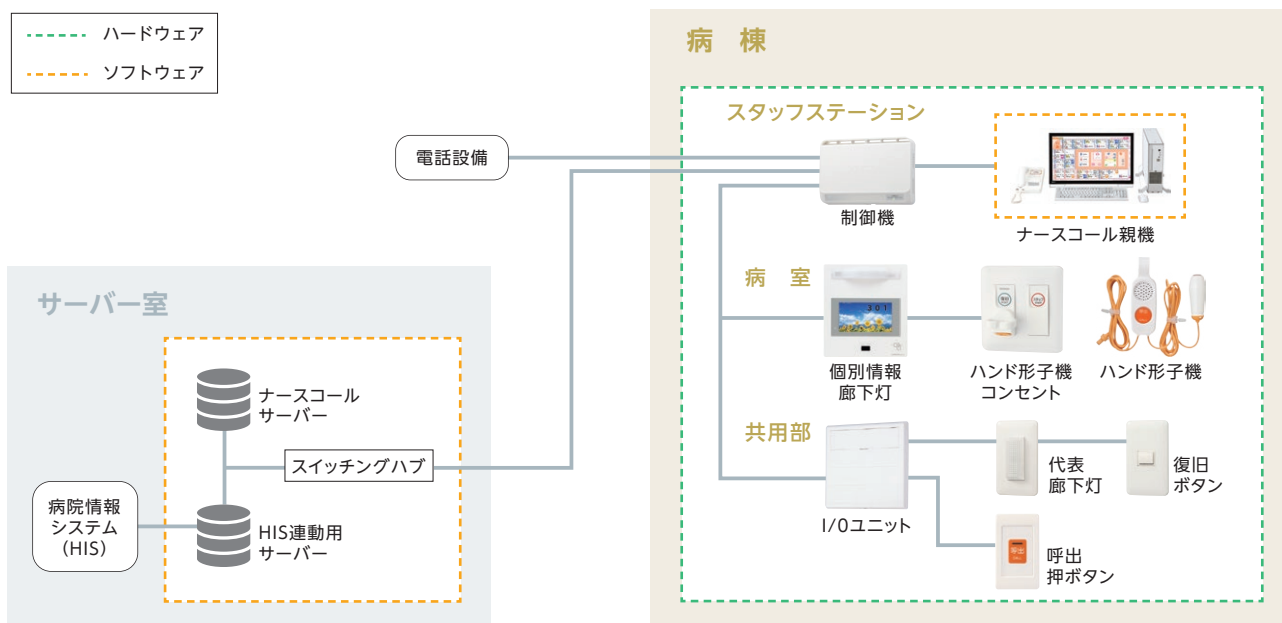 ハードウェア
ソフトウェア
病 棟
スタッフステーション
電話設備
制御機
ナースコール親機
病 室
301
個別情報
廊下灯
ハンド形子機
コンセント
ハンド形子機
共用部
I/Oユニット
代表
廊下灯
復旧
ボタン
呼出
呼出
押ボタン
サーバー室
ナースコール
サーバー
スイッチングハブ
病院情報
システム
(HIS)
HIS連動用
サーバー